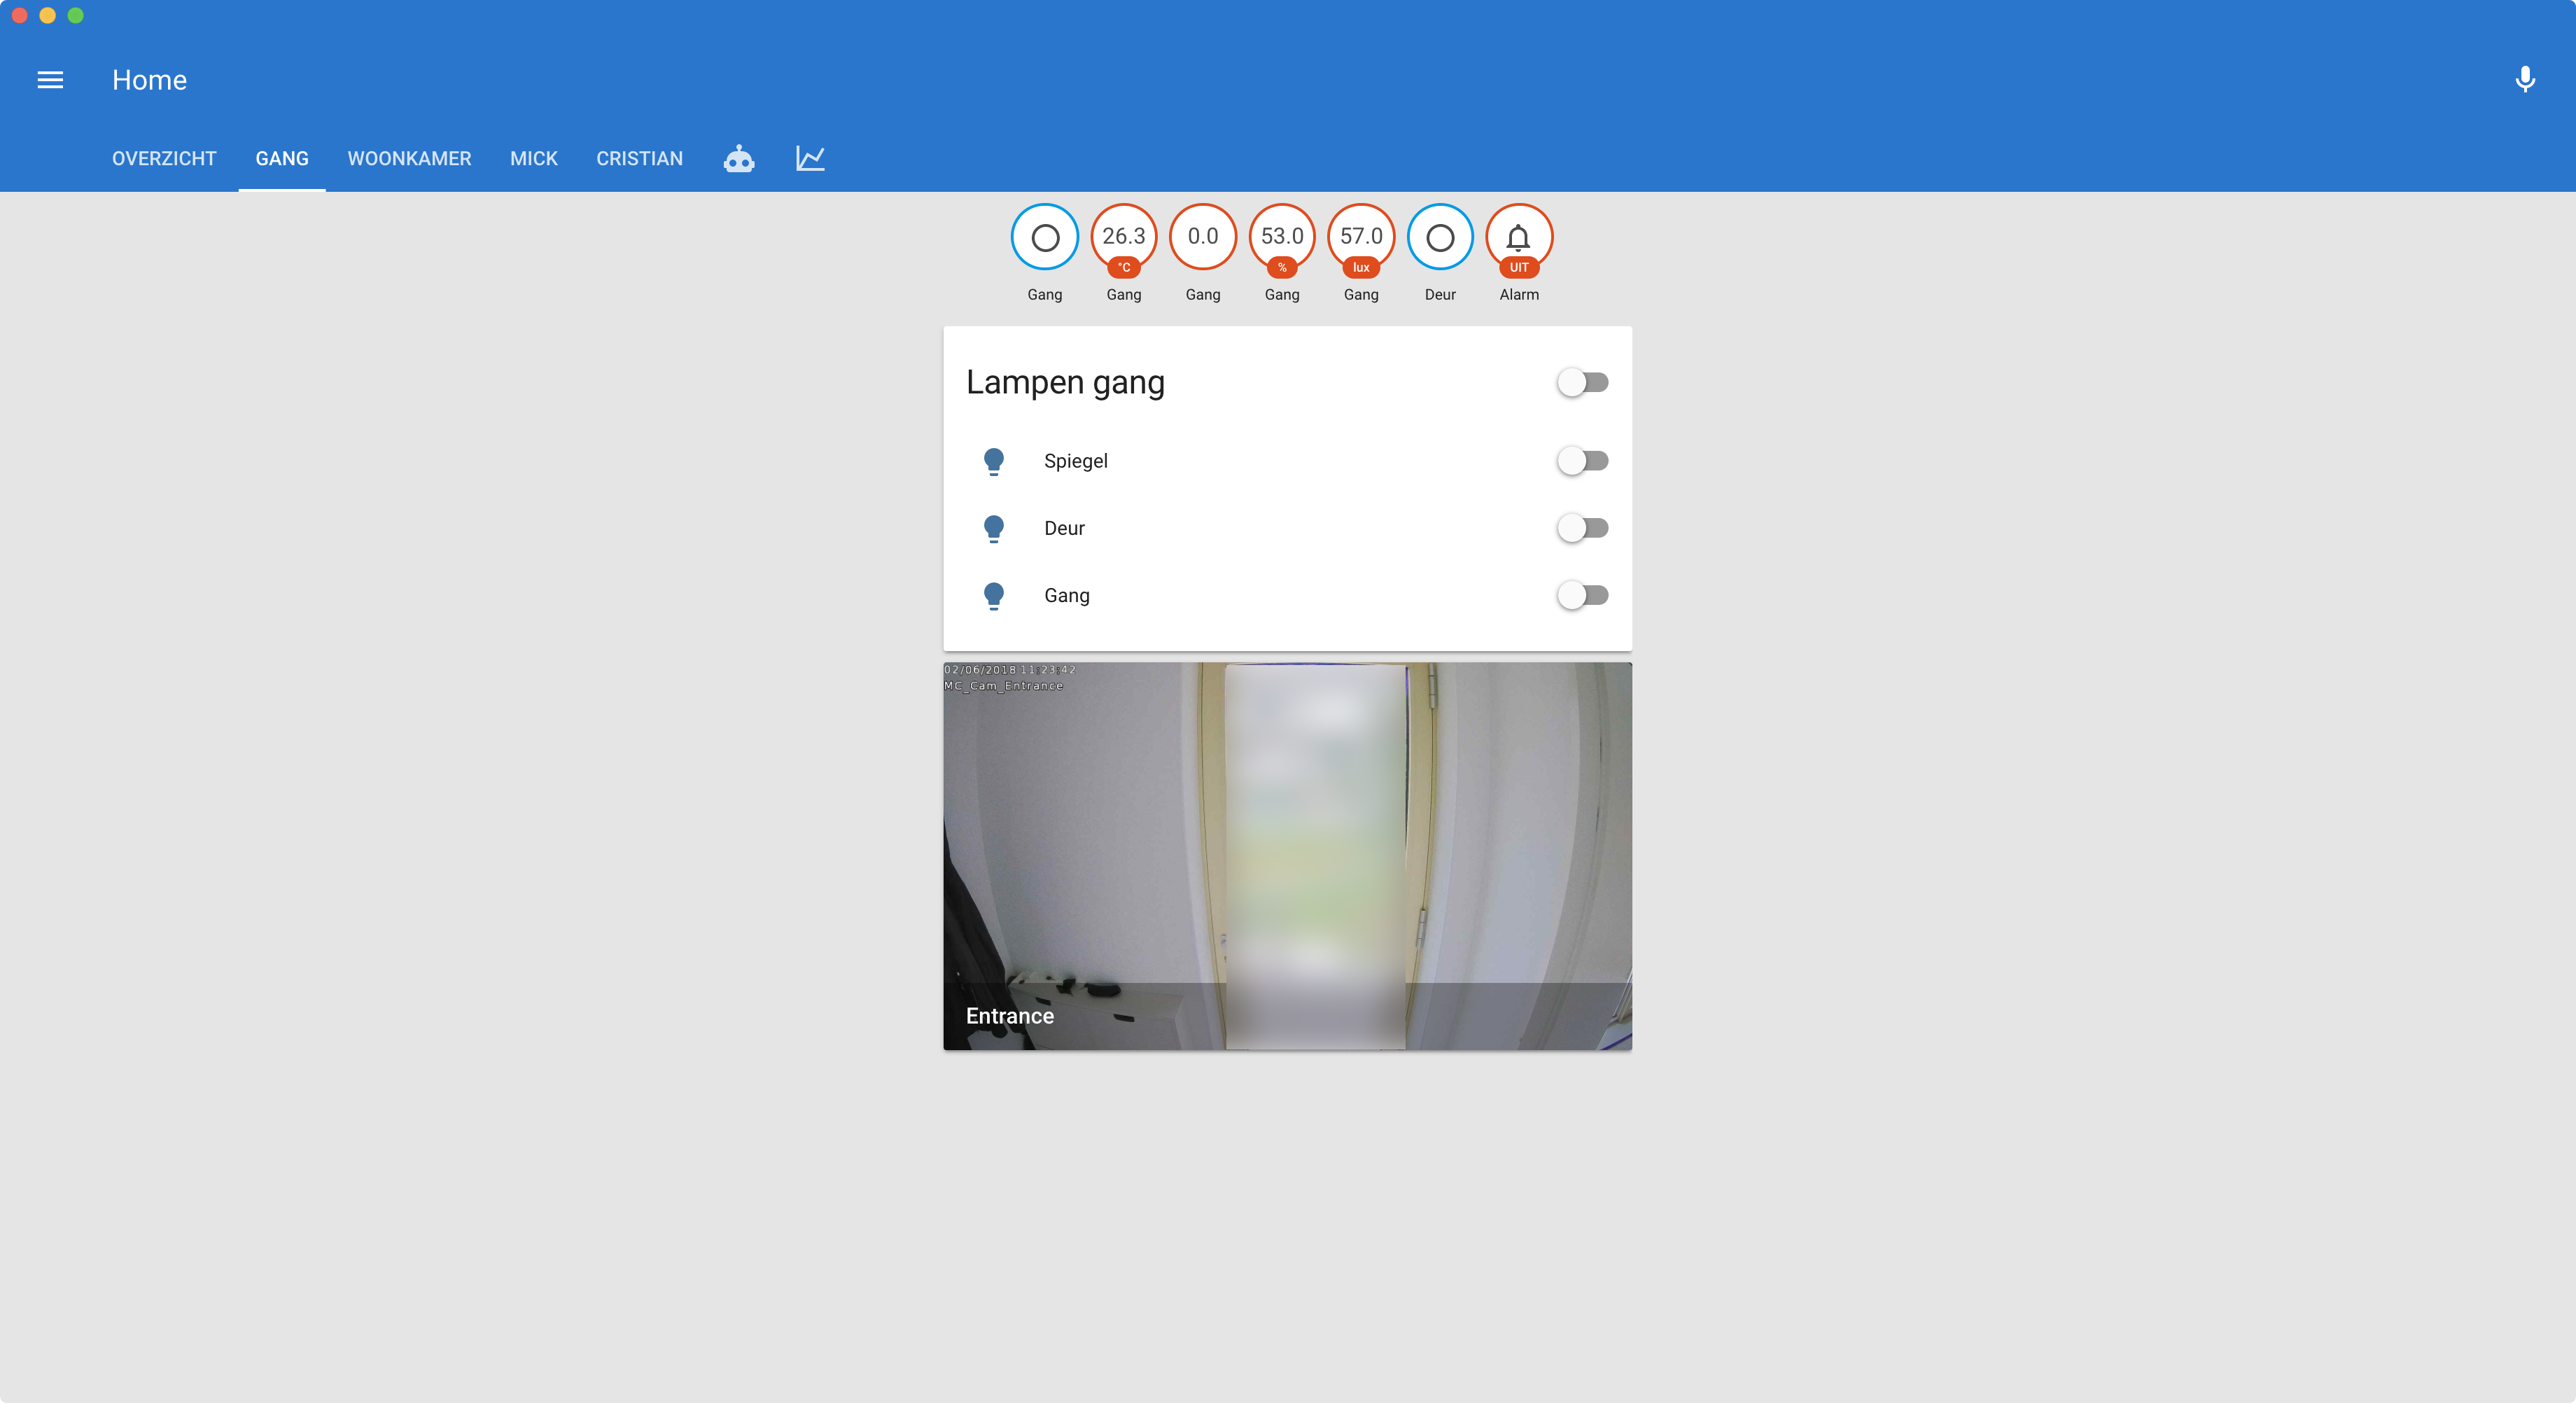 Home
OVERZICHT GANG WOONKAMER MICK CRISTIAN
26.3 0.0 53.0 57.0
°C % lux UIT
Gang Gang Gang Gang Gang Deur Alarm
Lampen gang
Spiegel
Deur
Gang
02/06/2018 11:23:42
MC_Cam_Entrance
Entrance